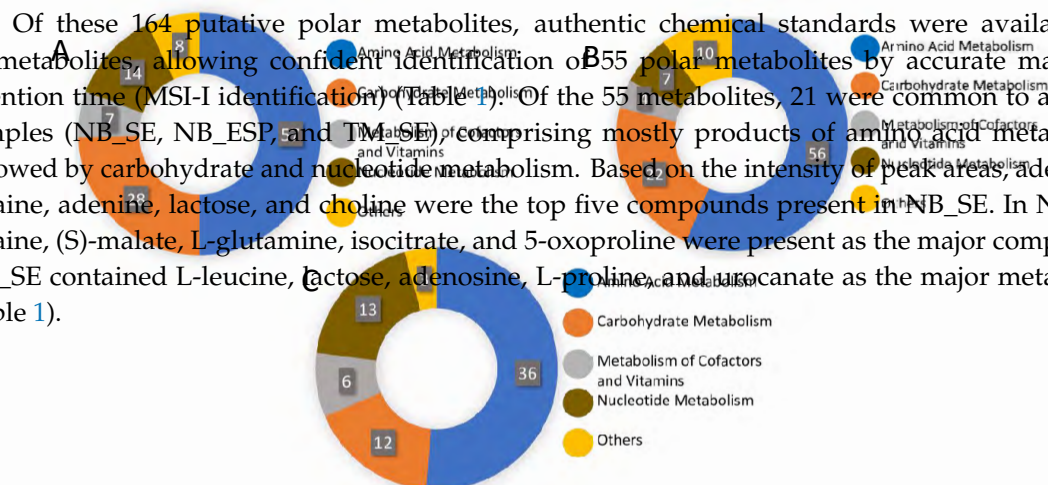 Of these 164 putative polar metabolites, authentic chemical standards were availa
metabolites, allowing confident identification of 55 polar metabolites by accurate ma
ention time (MSI-I identification) (Table 1). Of the 55 metabolites, 21 were common to a
mples (NB_SE, NB_ESP, and TM_SE), comprising mostly products of amino acid meta
owed by carbohydrate and nucleotide metabolism. Based on the intensity of peak areas, ade
aine, adenine, lactose, and choline were the top five compounds present in NB_SE. In N
aine, (S)-malate, L-glutamine, isocitrate, and 5-oxoproline were present as the major comp
_SE contained L-leucine, lactose, adenosine, L-proline, and urocanate as the major meta
ble 1).
A
8
14
7
28
Amino Acid Metabolism
Carbohydrate Metabolism
Metabolism of Cofactors
and Vitamins
Nucleotide Metabolism
Others
B
10
7
22
56
Amino Acid Metabolism
Carbohydrate Metabolism
Metabolism of Cofactors
and Vitamins
Nucleotide Metabolism
C
13
6
12
36
Amino Acid Metabolism
Carbohydrate Metabolism
Metabolism of Cofactors
and Vitamins
Nucleotide Metabolism
Others